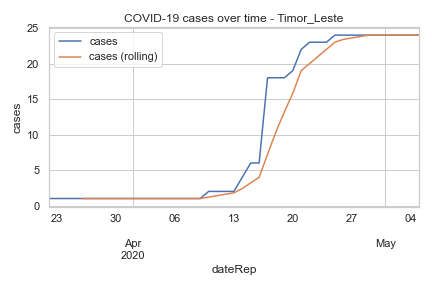 COVID-19 cases over time - Timor_Leste
cases
cases (rolling)
cases
25
20
15
10
5
0
23 30 06 13 20 27 04
Apr May
2020
dateRep